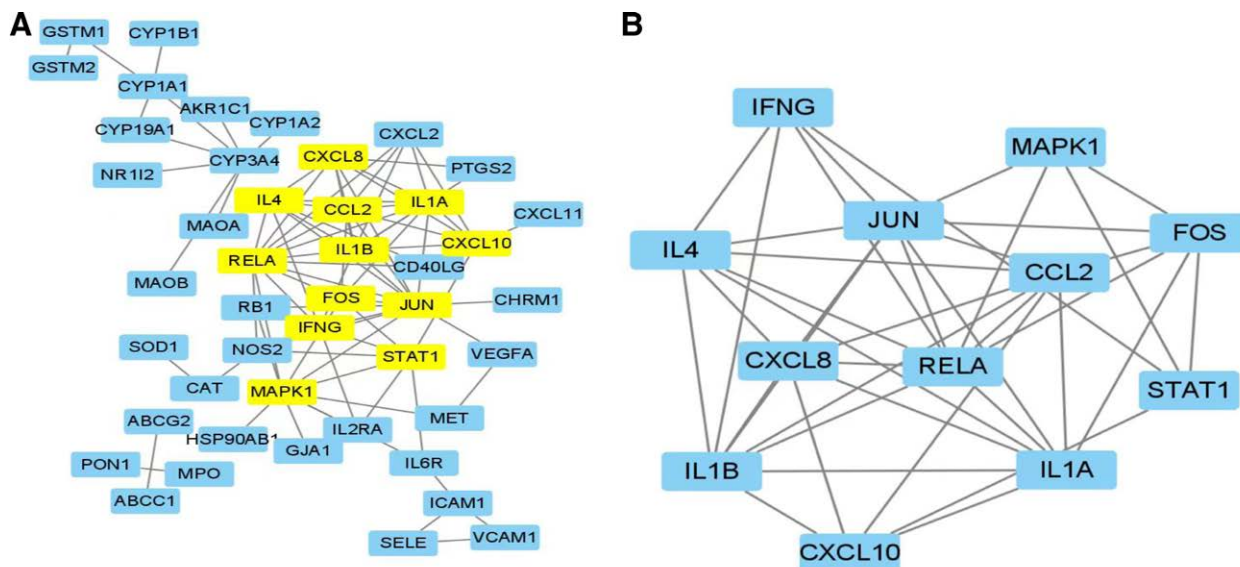 A
GSTM1
CYP1B1
GSTM2
CYP1A1
AKR1C1
CYP19A1
CYP1A2
CXCL2
CXCL8
CYP3A4
PTGS2
NR1I2
IL4
IL1A
CCL2
CXCL11
MAOA
IL1B
CXCL10
RELA
CD40LG
MAOB
FOS
JUN
CHRM1
RB1
IFNG
SOD1
NOS2
STAT1
VEGFA
CAT
MAPK1
ABCG2
MET
HSP90AB1
IL2RA
GJA1
PON1
MPO
IL6R
ABCC1
ICAM1
SELE
VCAM1
B
IFNG
MAPK1
JUN
FOS
IL4
CCL2
CXCL8
RELA
STAT1
IL1B
IL1A
CXCL10